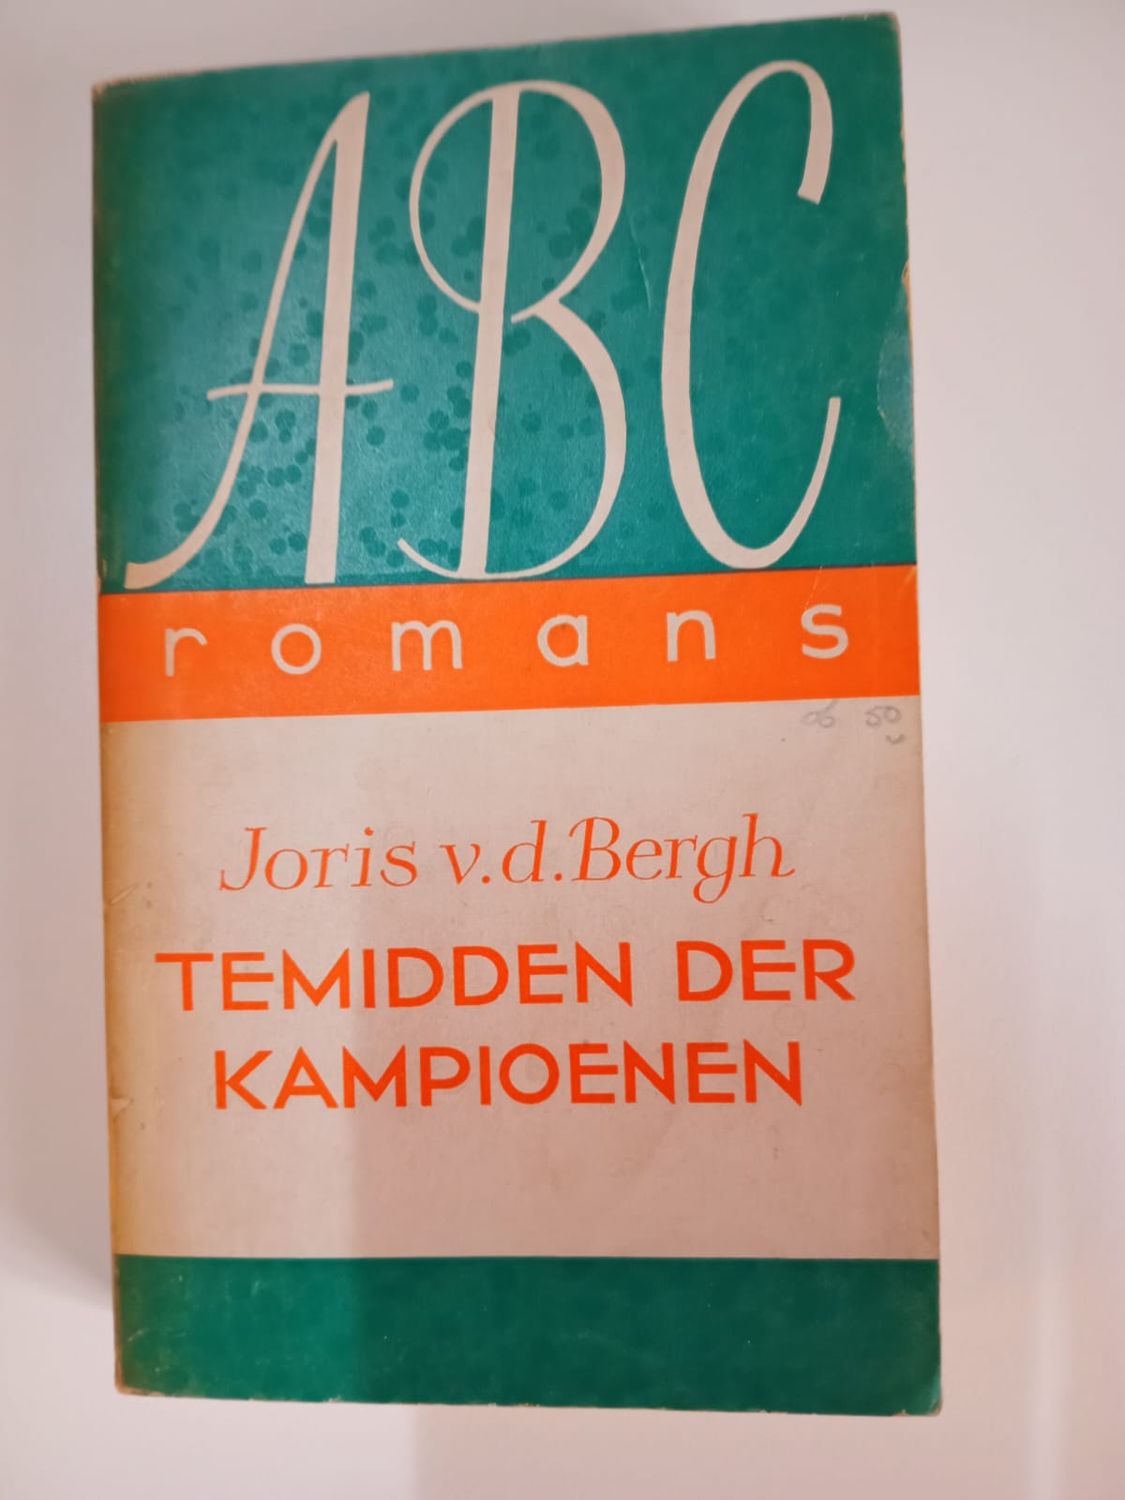 ABC
romans
Joris v.d. Bergh
TEMIDDEN DER
KAMPIOENEN